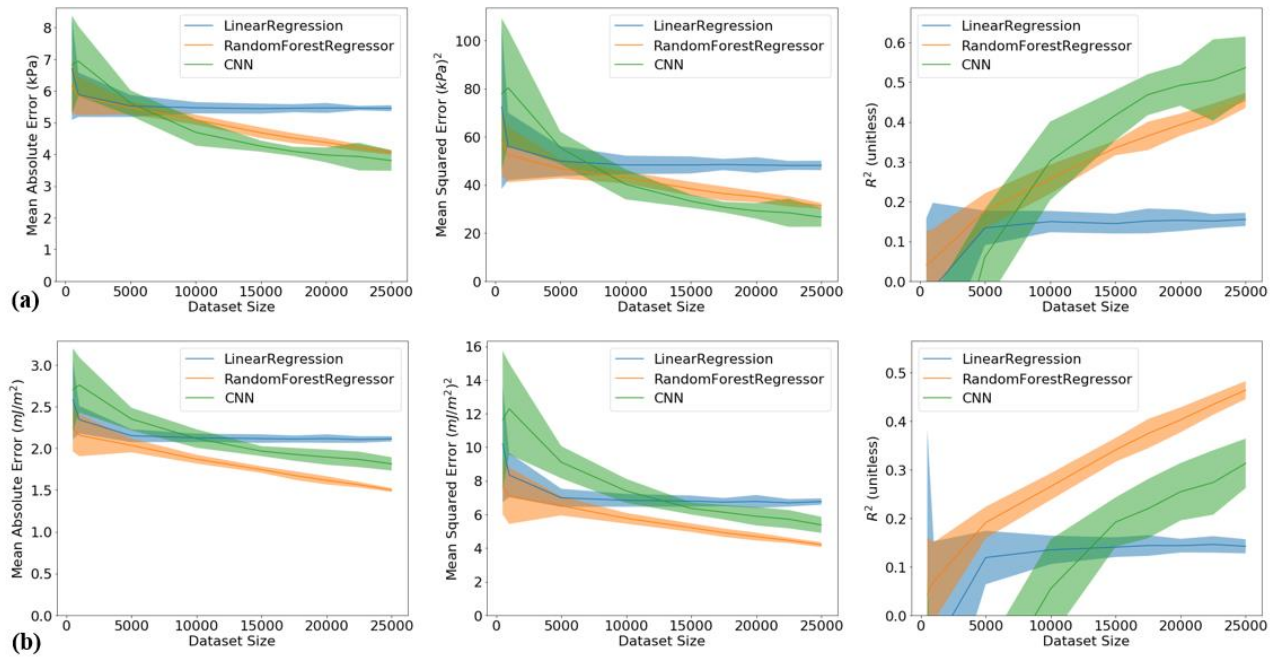 LinearRegression
RandomForestRegressor
CNN
Mean Absolute Error (kPa)
8
7
6
5
4
3
2
1
0
0 5000 10000 15000 20000 25000
Dataset Size
LinearRegression
RandomForestRegressor
CNN
Mean Squared Error (kPa)²
100
80
60
40
20
0
0 5000 10000 15000 20000 25000
Dataset Size
LinearRegression
RandomForestRegressor
CNN
R² (unitless)
0.6
0.5
0.4
0.3
0.2
0.1
0.0
0 5000 10000 15000 20000 25000
Dataset Size
(a)
LinearRegression
RandomForestRegressor
CNN
Mean Absolute Error (mJ/m²)
3.0
2.5
2.0
1.5
1.0
0.5
0.0
0 5000 10000 15000 20000 25000
Dataset Size
LinearRegression
RandomForestRegressor
CNN
Mean Squared Error (mJ/m²)²
16
14
12
10
8
6
4
2
0
0 5000 10000 15000 20000 25000
Dataset Size
LinearRegression
RandomForestRegressor
CNN
R² (unitless)
0.5
0.4
0.3
0.2
0.1
0.0
0 5000 10000 15000 20000 25000
Dataset Size
(b)